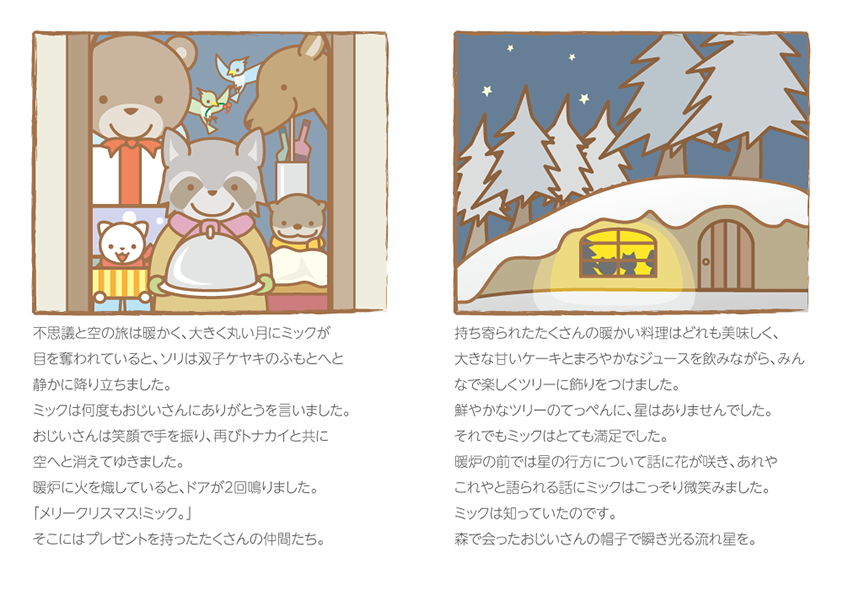 不思議と空の旅は暖かく、大きく丸い月にミックが
目を奪われていると、ソリは双子ケヤキのふもとへと
静かに降り立ちました。
ミックは何度もおじいさんにありがとうを言いました。
おじいさんは笑顔で手を振り、再びトナカイと共に
空へと消えてゆきました。
暖炉に火を熾していると、ドアが2回鳴りました。
「メリークリスマス!ミック。」
そこにはプレゼントを持ったたくさんの仲間たち。
持ち寄られたたくさんの暖かい料理はどれも美味しく、
大きな甘いケーキとまろやかなジュースを飲みながら、みん
なで楽しくツリーに飾りをつけました。
鮮やかなツリーのてっぺんに、星はありませんでした。
それでもミックはとても満足でした。
暖炉の前では星の行方について話に花が咲き、あれや
これやと語られる話にミックはこっそり微笑みました。
ミックは知っていたのです。
森で会ったおじいさんの帽子で瞬き光る流れ星を。